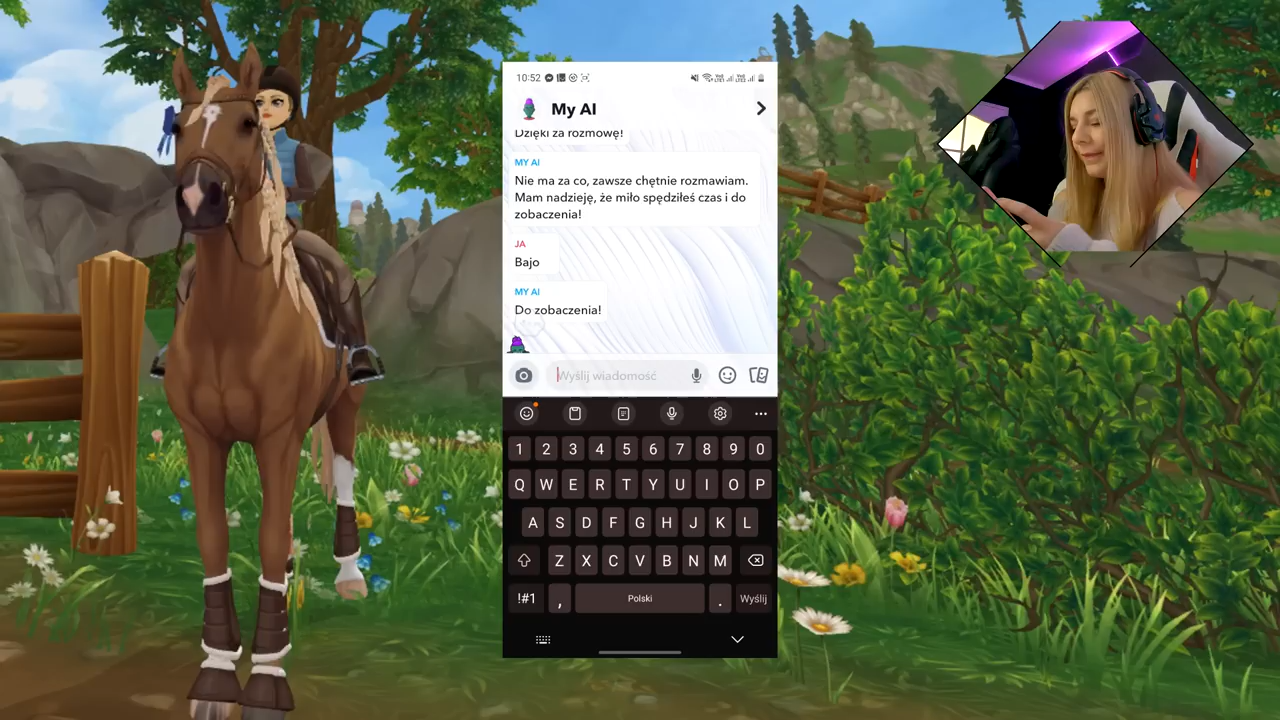 10:52
My AI
Dzięki za rozmowę!
MY AI
Nie ma za co, zawsze chętnie rozmawiam.
Mam nadzieję, że miło spędziłeś czas i do
zobaczenia!
JA
Bajo
MY AI
Do zobaczenia!
Wyślij wiadomość
1 2 3 4 5 6 7 8 9 0
Q W E R T Y U I O P
A S D F G H J K L
Z X C V B N M
!#1 , Polski . Wyślij